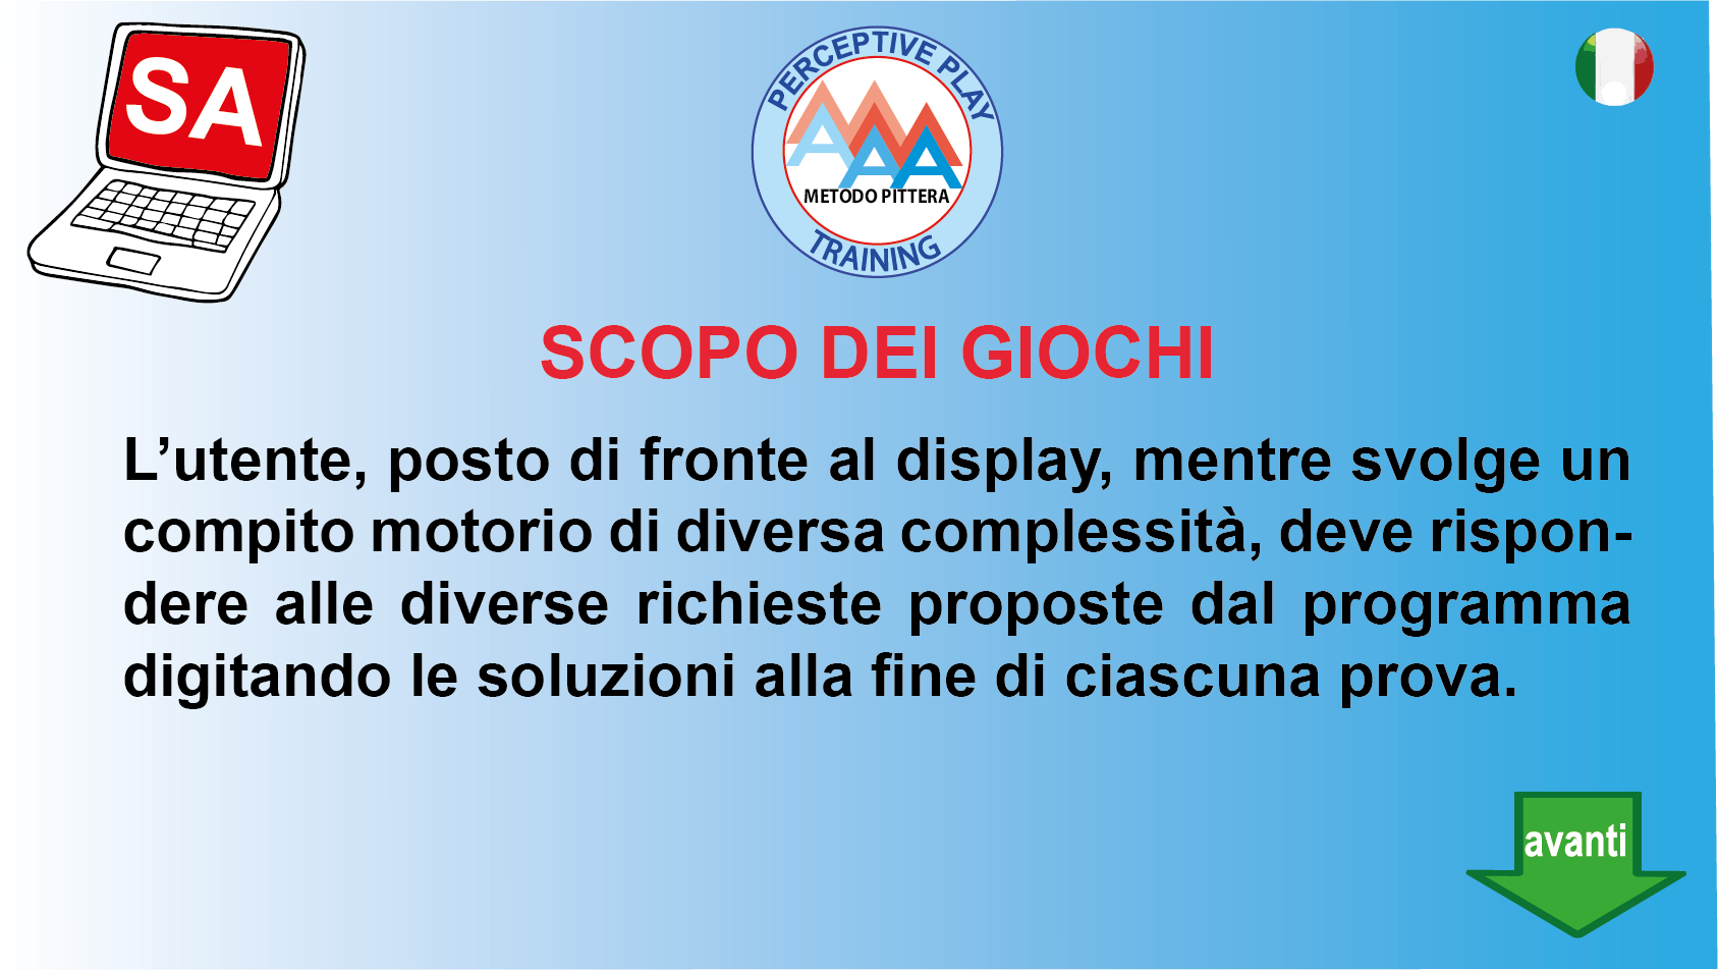 SA
PERCEPTIVE PLAY
AAA
METODO PITTERA
TRAINING
SCOPO DEI GIOCHI
L’utente, posto di fronte al display, mentre svolge un
compito motorio di diversa complessità, deve rispon-
dere alle diverse richieste proposte dal programma
digitando le soluzioni alla fine di ciascuna prova.
avanti